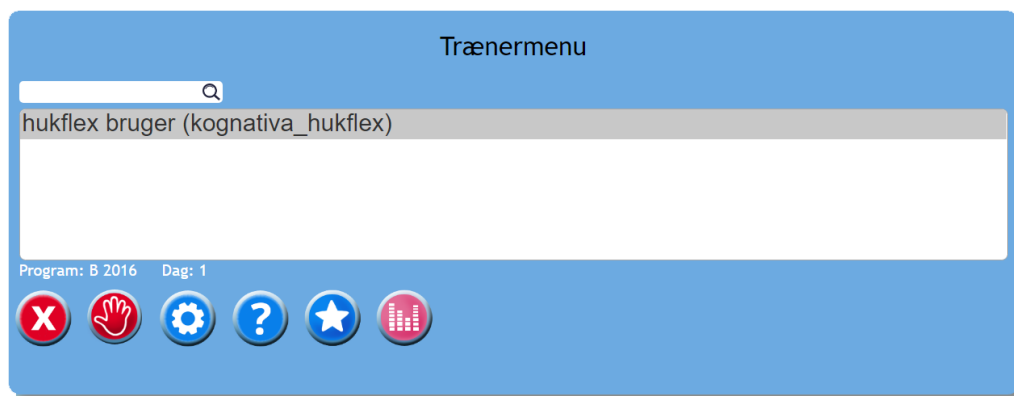 Trænermenu
hukflex bruger (kognativa_hukflex)
Program: B 2016 Dag: 1
X ?